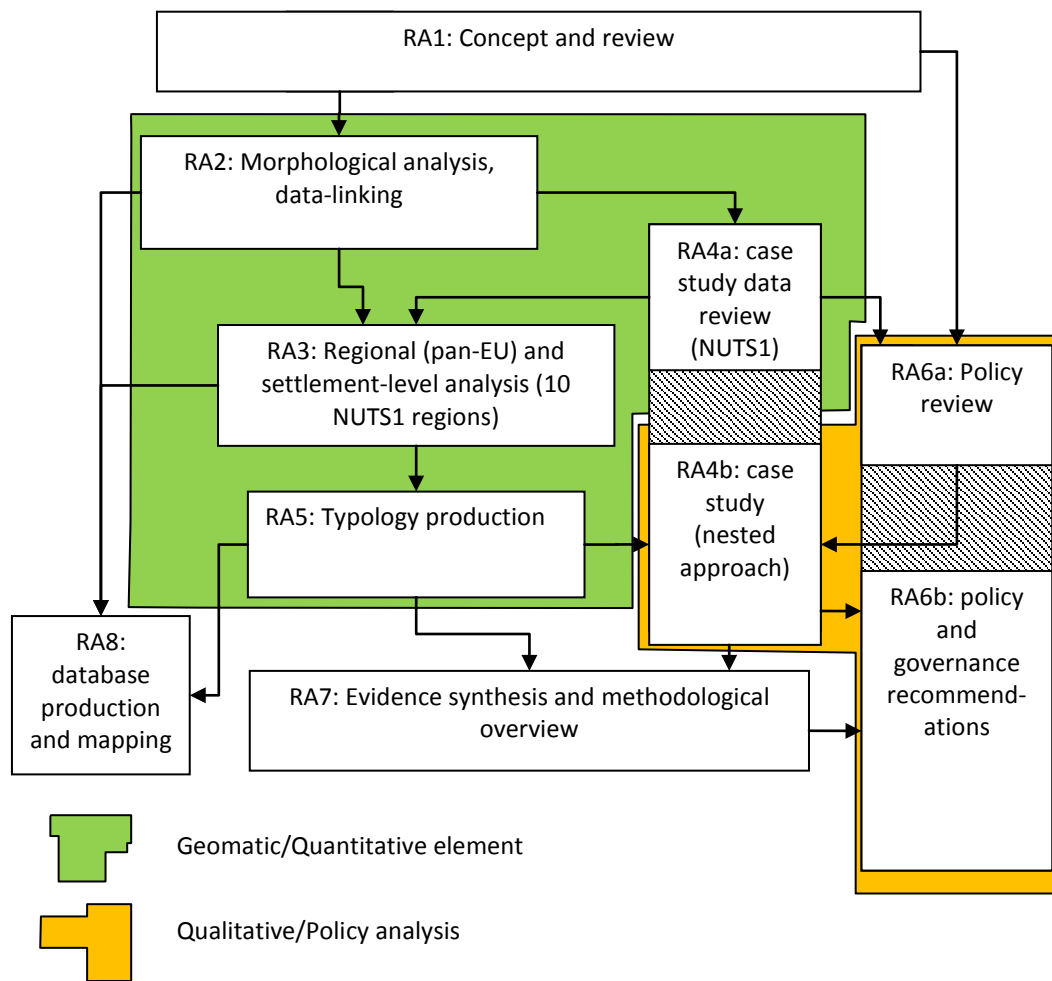 RA1: Concept and review
RA2: Morphological analysis,
data-linking
RA4a: case
study data
review
(NUTS1)
RA3: Regional (pan-EU) and
settlement-level analysis (10
NUTS1 regions)
RA6a: Policy
review
RA4b: case
study
(nested
approach)
RA5: Typology production
RA6b: policy
and
governance
recommend-
ations
RA8:
database
production
and mapping
RA7: Evidence synthesis and methodological
overview
Geomatic/Quantitative element
Qualitative/Policy analysis